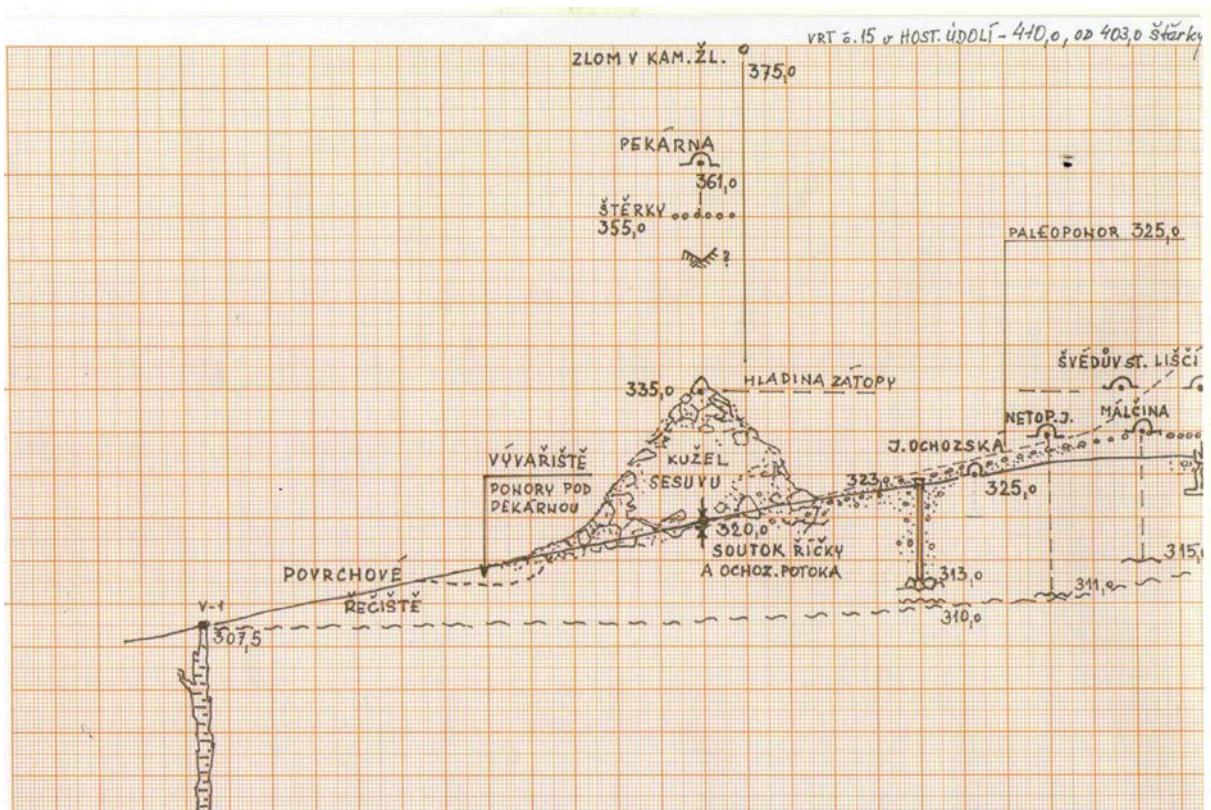 VRT č.15 v HOST. ÚDOLÍ - 410,0, OD 403,0 štěrky
ZLOM V KAM. ŽL.
375,0
PEKÁRNA
361,0
ŠTĚRKY
355,0
?
PALEOPONOR 325,0
ŠVÉDŮV ST.
LIŠČÍ
335,0
HLADINA ZÁTOPY
NETOP. J.
MÁLČINA
J. OCHOZSKÁ
VÝVAŘIŠTĚ
PONORY POD
PEKÁRNOU
KUŽEL
SESUVU
323,0
325,0
320,0
SOUTOK ŘÍČKY
A OCHOZ. POTOKA
315,0
313,0
311,0
310,0
POVRCHOVÉ
ŘEČIŠTĚ
V-1
307,5